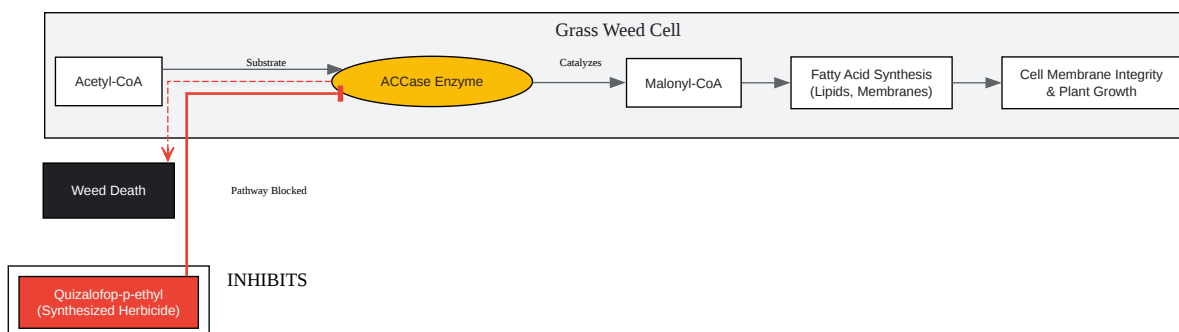 Grass Weed Cell
Acetyl-CoA
Substrate
ACCase Enzyme
Catalyzes
Malonyl-CoA
Fatty Acid Synthesis
(Lipids, Membranes)
Cell Membrane Integrity
& Plant Growth
Weed Death
Pathway Blocked
INHIBITS
Quizalofop-p-ethyl
(Synthesized Herbicide)